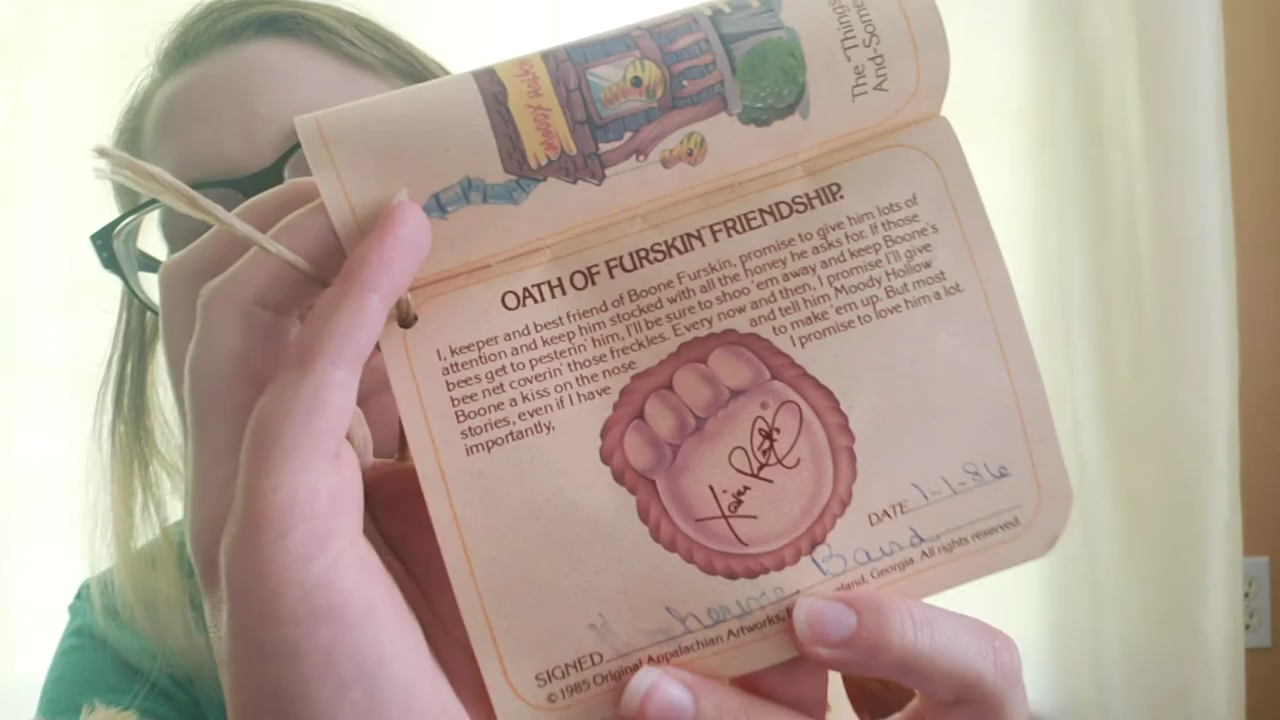 MOODY HOLLOW
The "Things
And-Some
OATH OF FURSKIN™ FRIENDSHIP.
I, keeper and best friend of Boone Furskin, promise to give him lots of
attention and keep him stocked with all the honey he asks for. If those
bees get to pesterin' him, I'll be sure to shoo 'em away and keep Boone's
bee net coverin' those freckles. Every now and then, I promise I'll give
Boone a kiss on the nose and tell him Moody Hollow
stories, even if I have to make 'em up. But most
importantly, I promise to love him a lot.
DATE 1-1-86
SIGNED Baird
©1985 Original Appalachian Artworks, land, Georgia. All rights reserved